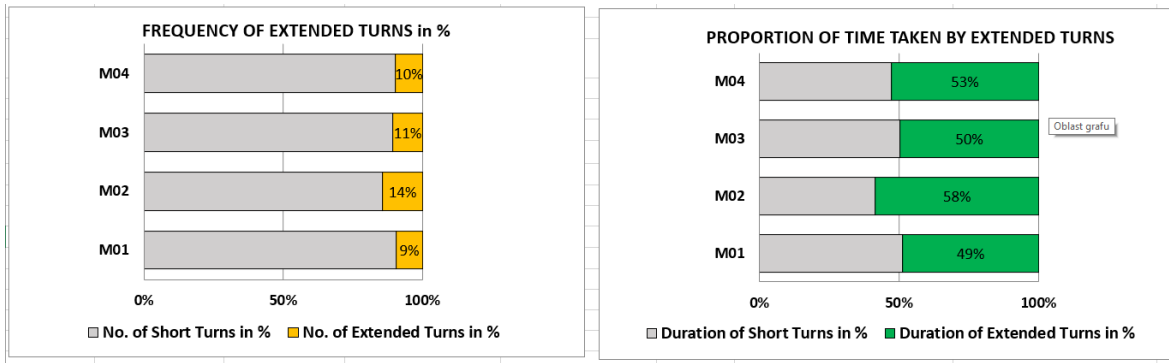 FREQUENCY OF EXTENDED TURNS in %
M04
10%
M03
11%
M02
14%
M01
9%
0%
50%
100%
No. of Short Turns in %
No. of Extended Turns in %
PROPORTION OF TIME TAKEN BY EXTENDED TURNS
M04
53%
M03
50%
Oblast grafu
M02
58%
M01
49%
0%
50%
100%
Duration of Short Turns in %
Duration of Extended Turns in %